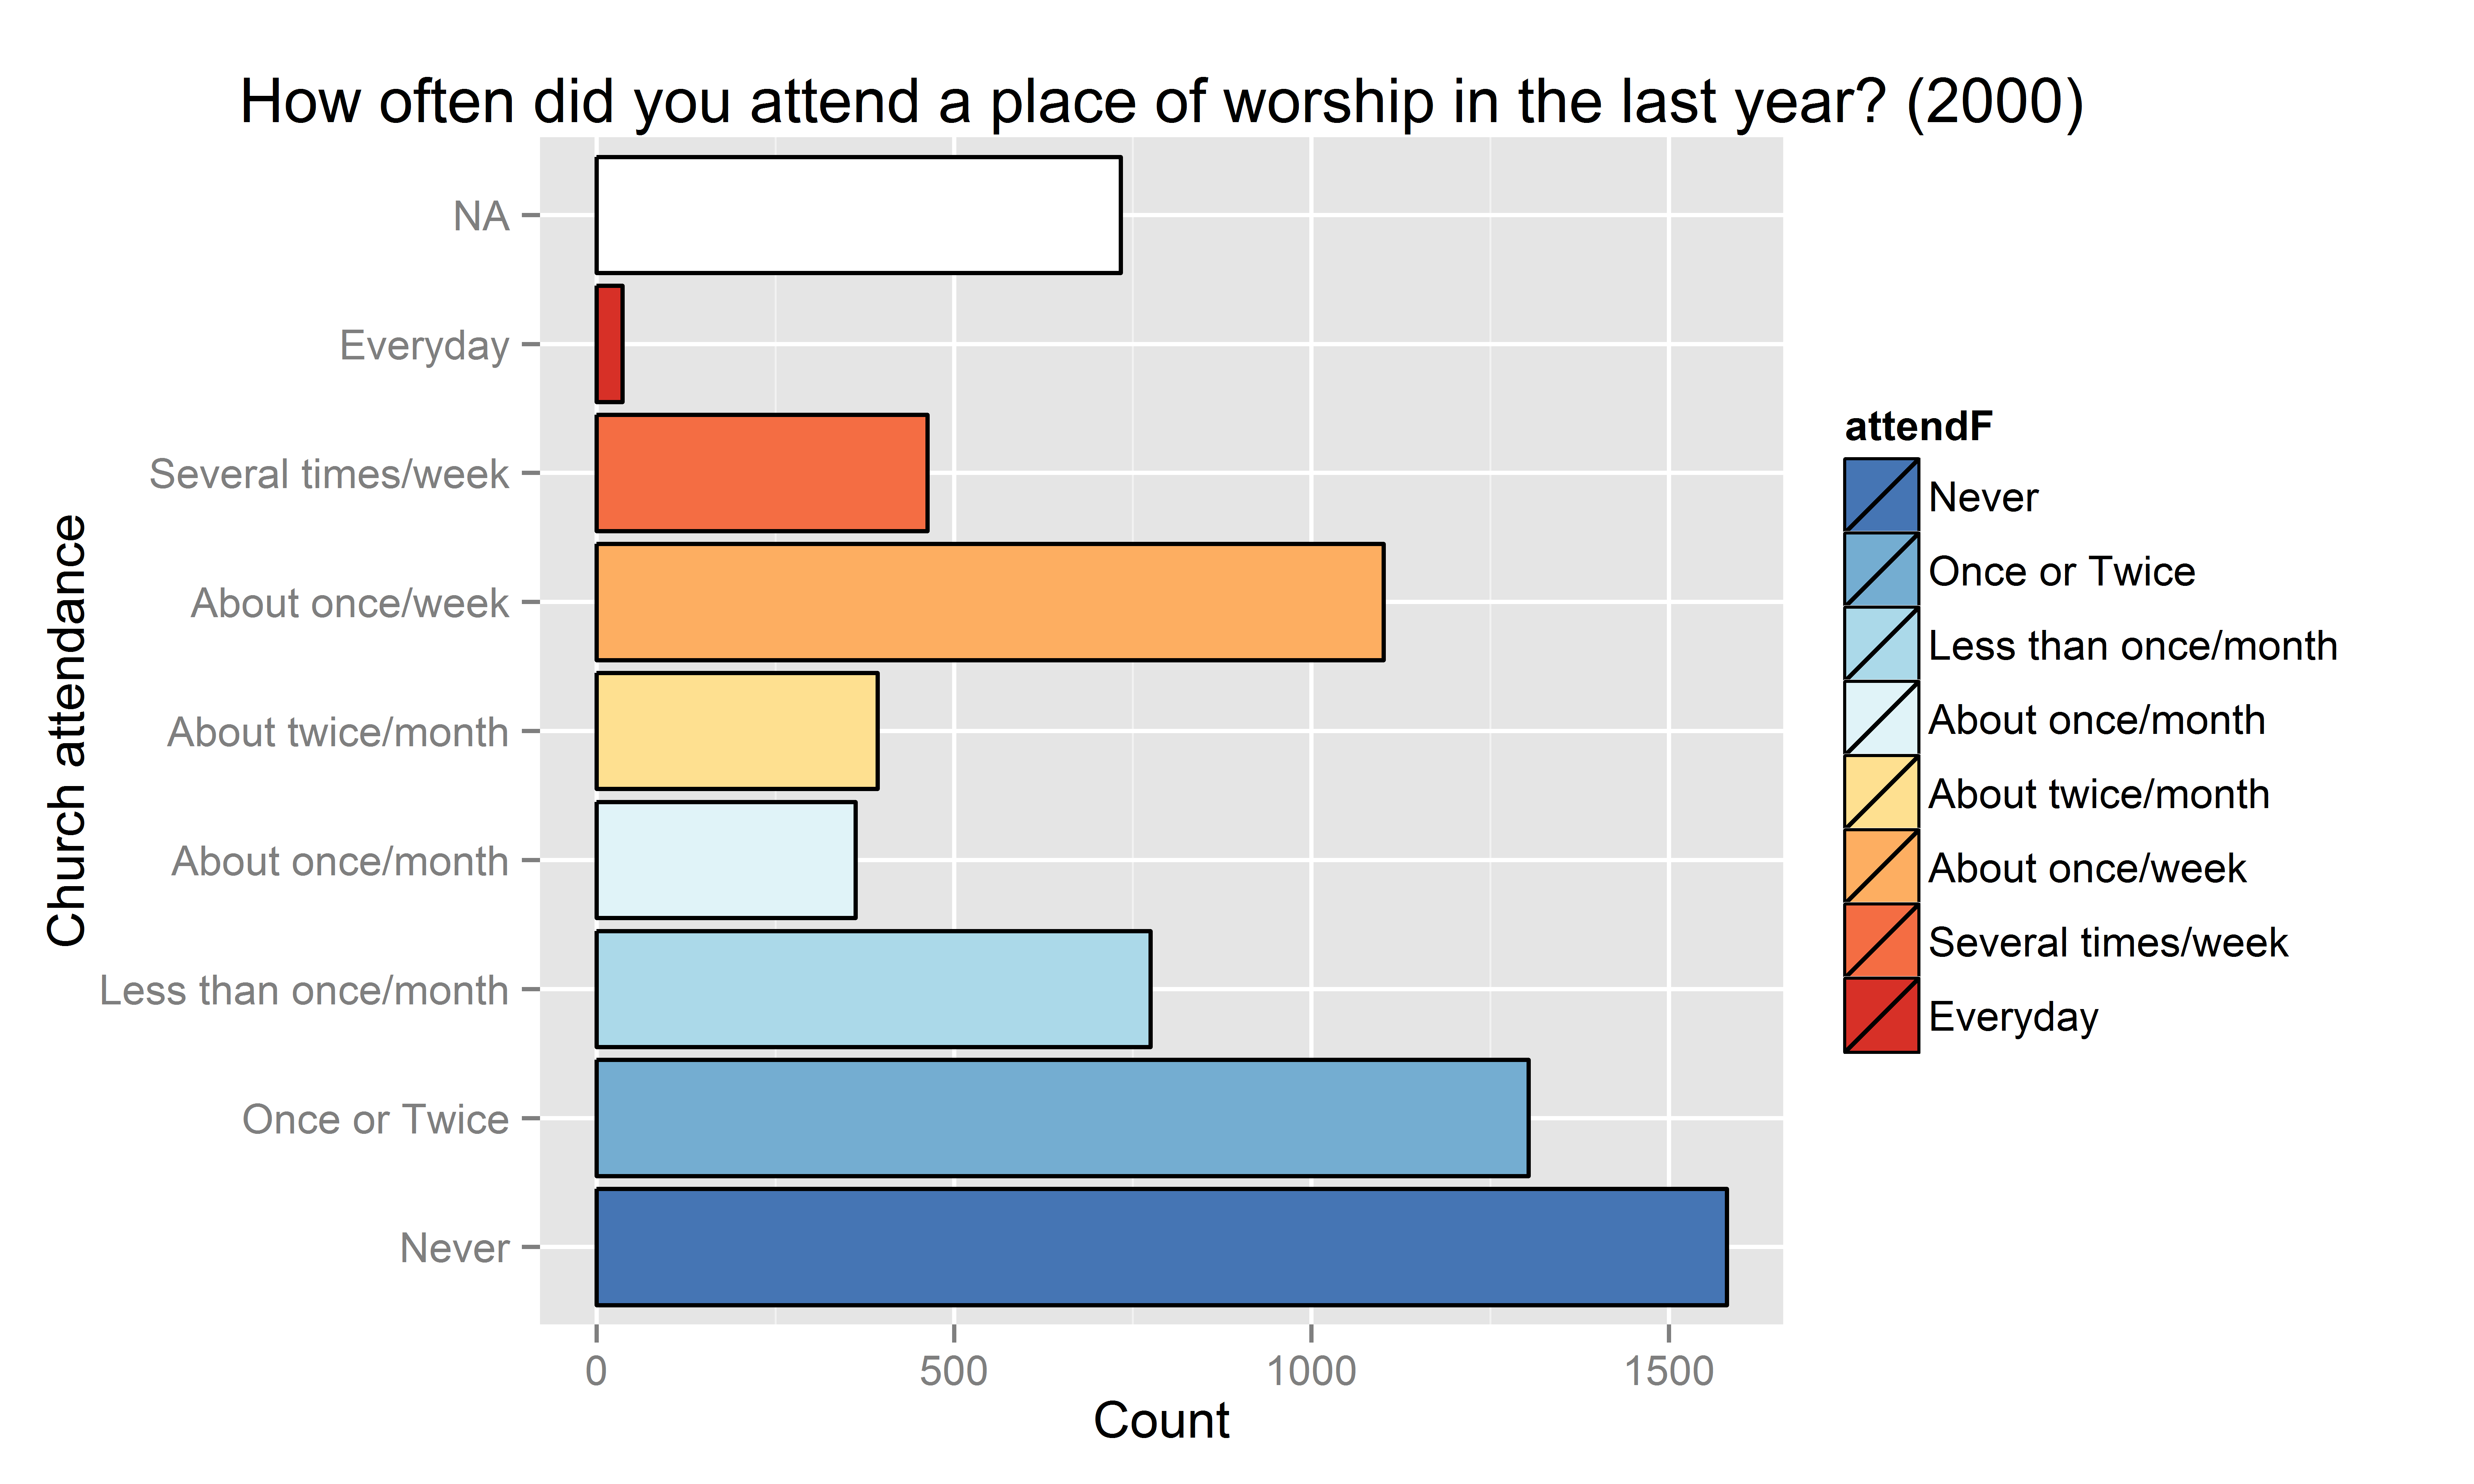 How often did you attend a place of worship in the last year? (2000)
Church attendance
NA
Everyday
Several times/week
About once/week
About twice/month
About once/month
Less than once/month
Once or Twice
Never
0 500 1000 1500
Count
attendF
Never
Once or Twice
Less than once/month
About once/month
About twice/month
About once/week
Several times/week
Everyday